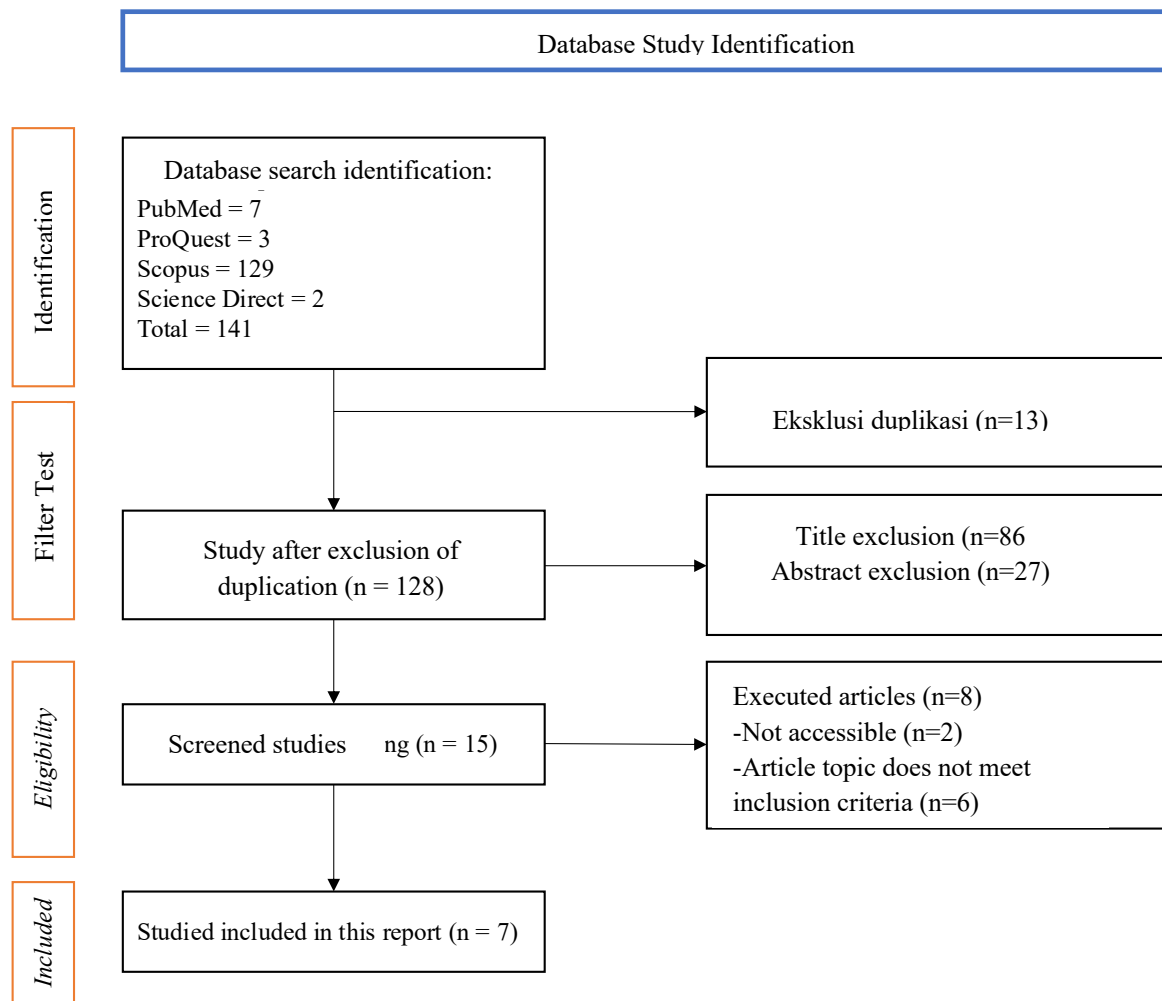 Database Study Identification
Identification
Database search identification:
PubMed = 7
ProQuest = 3
Scopus = 129
Science Direct = 2
Total = 141
Eksklusi duplikasi (n=13)
Filter Test
Study after exclusion of
duplication (n = 128)
Title exclusion (n=86
Abstract exclusion (n=27)
Eligibility
Screened studies ng (n = 15)
Executed articles (n=8)
-Not accessible (n=2)
-Article topic does not meet
inclusion criteria (n=6)
Included
Studied included in this report (n = 7)